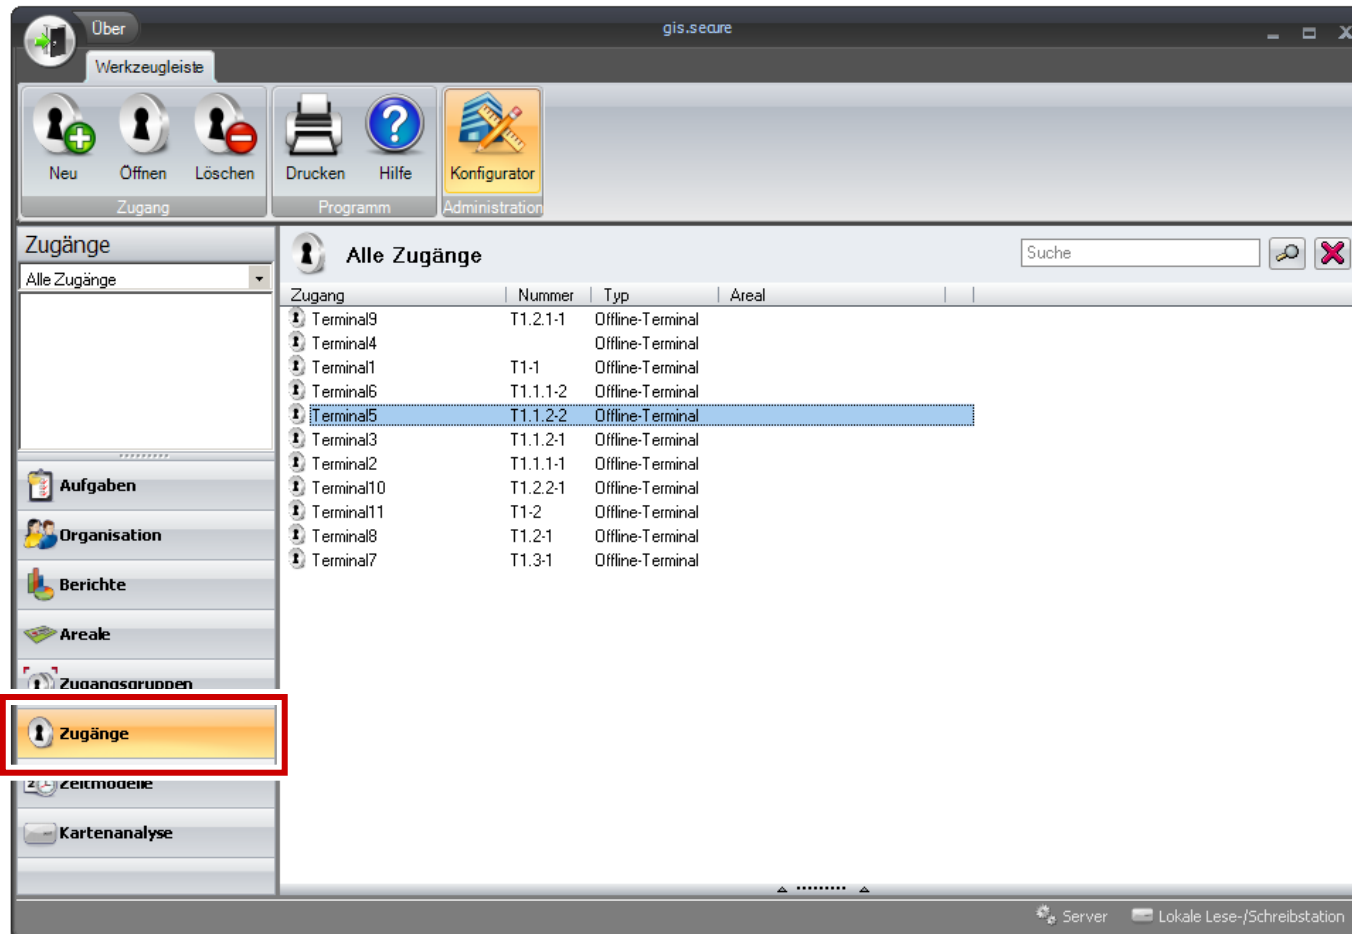 Über
gis.secure
Werkzeugleiste
Neu Öffnen Löschen Drucken Hilfe Konfigurator
Zugang Programm Administration
Zugänge
Alle Zugänge
Alle Zugänge
Suche
Zugang Nummer Typ Areal
Terminal9 T1.2.1-1 Offline-Terminal
Terminal4 Offline-Terminal
Terminal1 T1-1 Offline-Terminal
Terminal6 T1.1.1-2 Offline-Terminal
Terminal5 T1.1.2-2 Offline-Terminal
Terminal3 T1.1.2-1 Offline-Terminal
Terminal2 T1.1.1-1 Offline-Terminal
Terminal10 T1.2.2-1 Offline-Terminal
Terminal11 T1-2 Offline-Terminal
Terminal8 T1.2-1 Offline-Terminal
Terminal7 T1.3-1 Offline-Terminal
Aufgaben
Organisation
Berichte
Areale
Zugangsgruppen
Zugänge
Zeitmodelle
Kartenanalyse
Server Lokale Lese-/Schreibstation